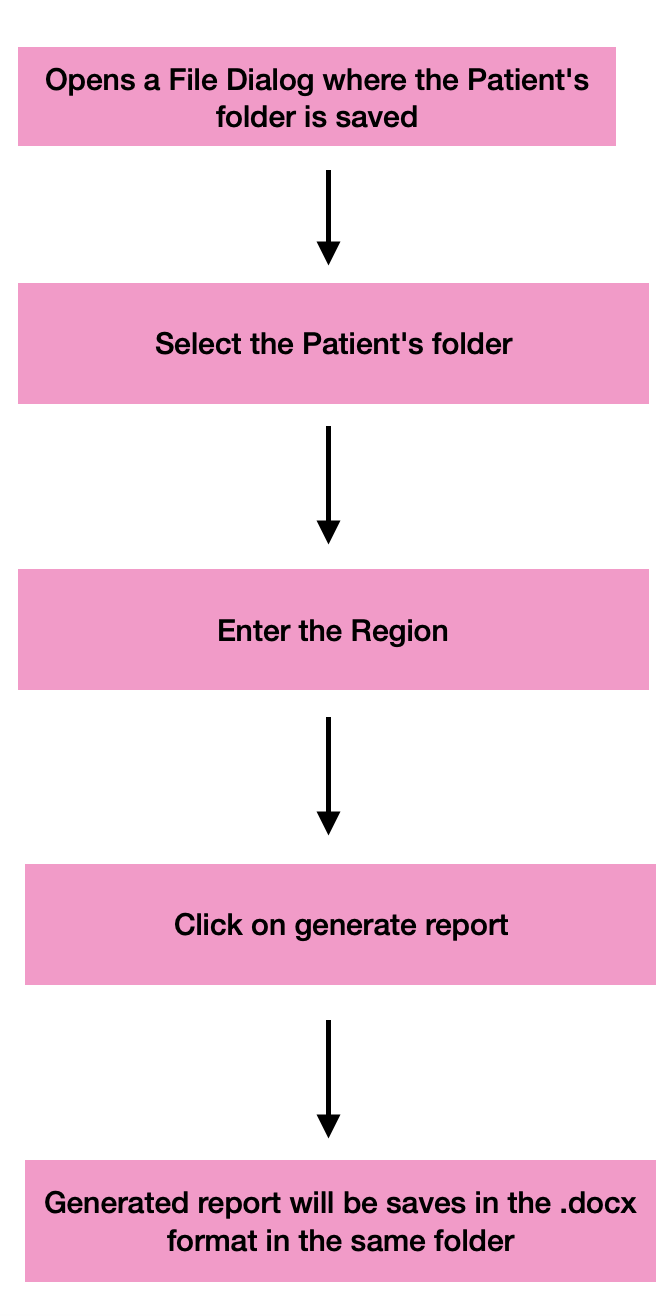 Opens a File Dialog where the Patient's
folder is saved
Select the Patient's folder
Enter the Region
Click on generate report
Generated report will be saves in the .docx
format in the same folder